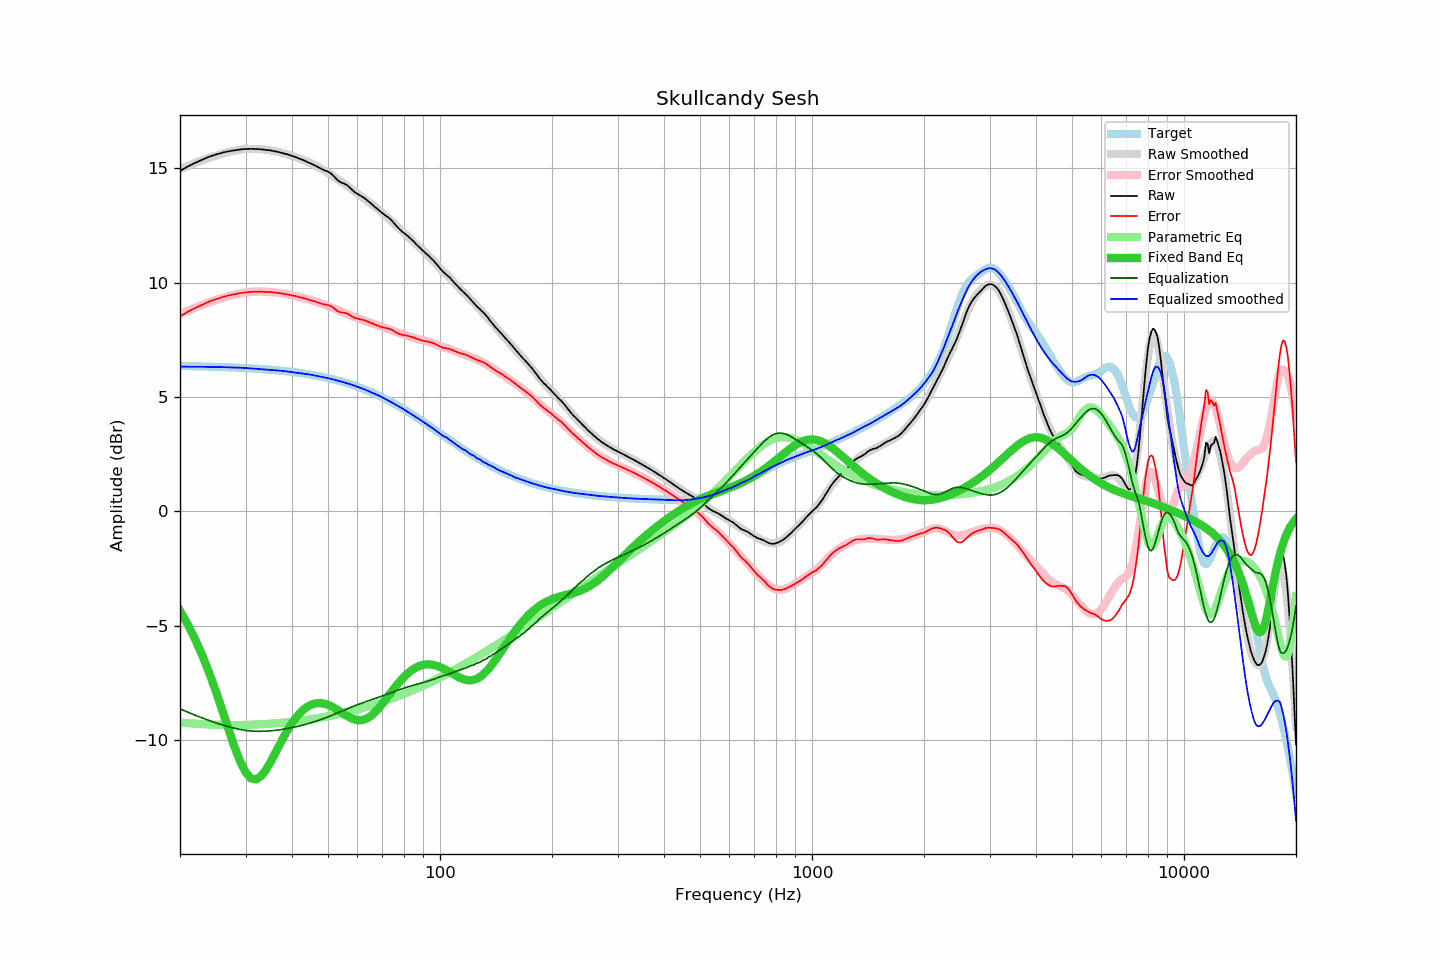 Skullcandy Sesh
Target
Raw Smoothed
Error Smoothed
Raw
Error
Parametric Eq
Fixed Band Eq
Equalization
Equalized smoothed
15
10
5
0
−5
−10
Amplitude (dBr)
100
1000
10000
Frequency (Hz)